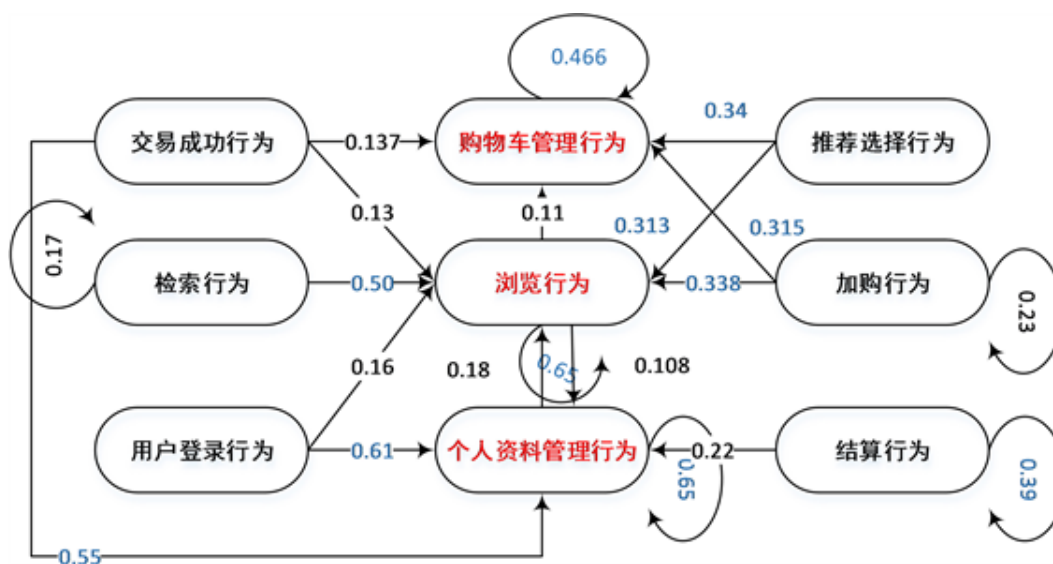 0.466
交易成功行为
0.137
购物车管理行为
0.34
推荐选择行为
0.13
0.11
0.313
0.315
0.17
检索行为
0.50
浏览行为
0.338
加购行为
0.23
0.16
0.18
0.65
0.108
用户登录行为
0.61
个人资料管理行为
0.65
0.22
结算行为
0.39
0.55